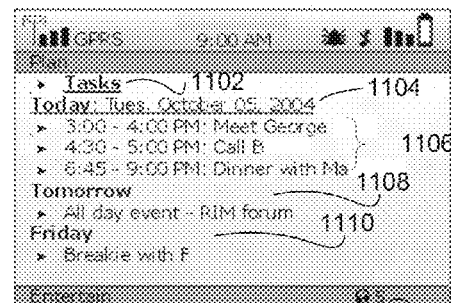 GPRS 9:00 AM
Plan
Tasks 1102
Today: Tues, October 05, 2004 1104
3:00 - 4:00 PM: Meet George
4:30 - 5:00 PM: Call B 1106
6:45 - 9:00 PM: Dinner with Ma
Tomorrow 1108
All day event - RIM forum
Friday 1110
Breakie with F
Entertain